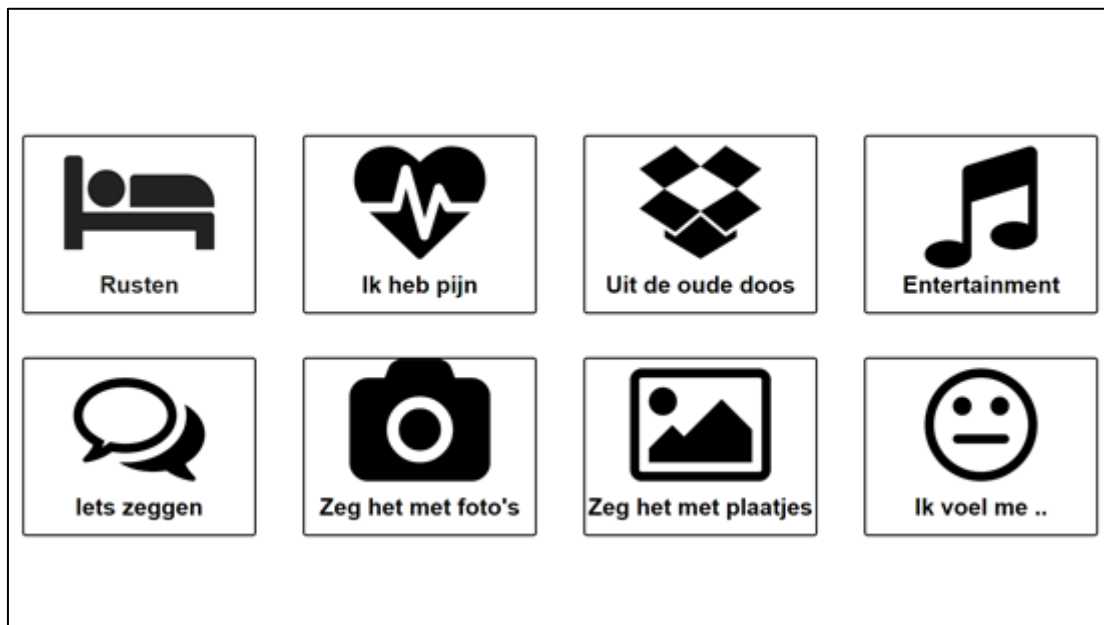 Rusten
Ik heb pijn
Uit de oude doos
Entertainment
Iets zeggen
Zeg het met foto's
Zeg het met plaatjes
Ik voel me ..